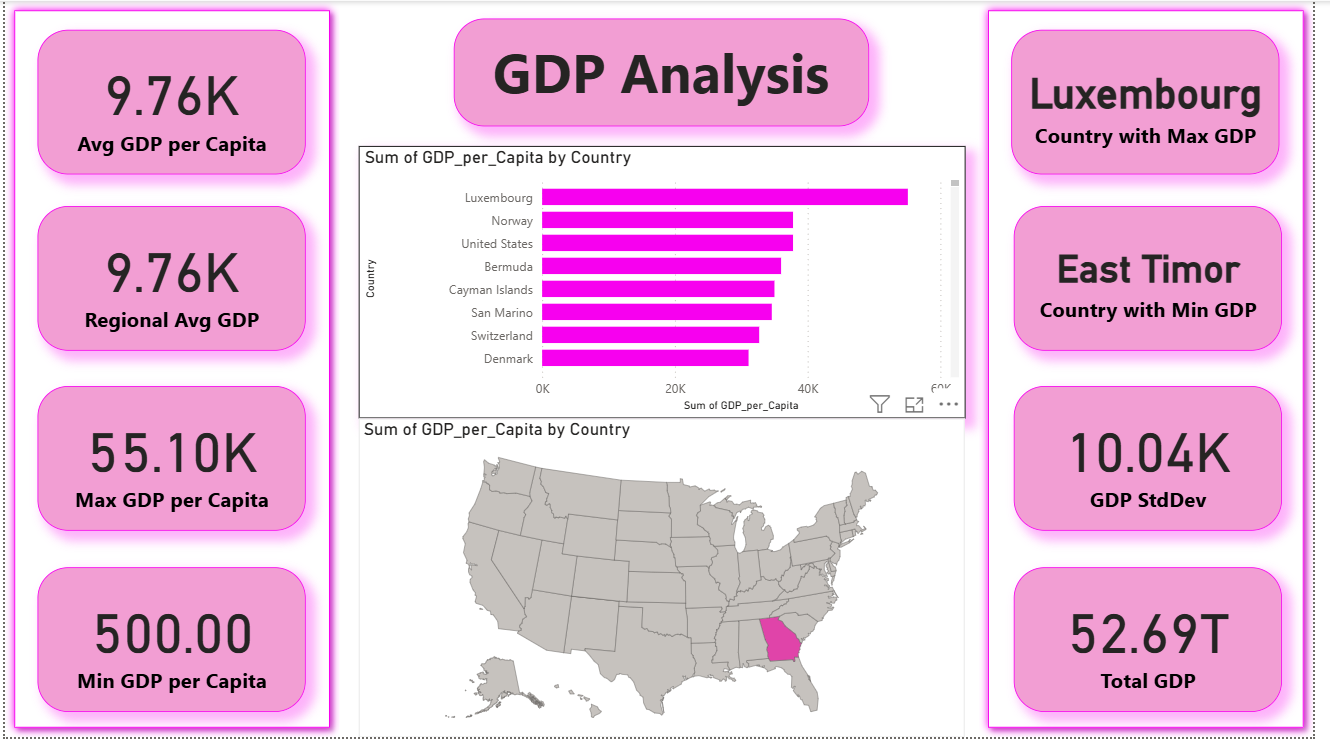 9.76K
Avg GDP per Capita
9.76K
Regional Avg GDP
55.10K
Max GDP per Capita
500.00
Min GDP per Capita
GDP Analysis
Sum of GDP_per_Capita by Country
Country
Luxembourg
Norway
United States
Bermuda
Cayman Islands
San Marino
Switzerland
Denmark
0K 20K 40K 60K
Sum of GDP_per_Capita
Sum of GDP_per_Capita by Country
Luxembourg
Country with Max GDP
East Timor
Country with Min GDP
10.04K
GDP StdDev
52.69T
Total GDP